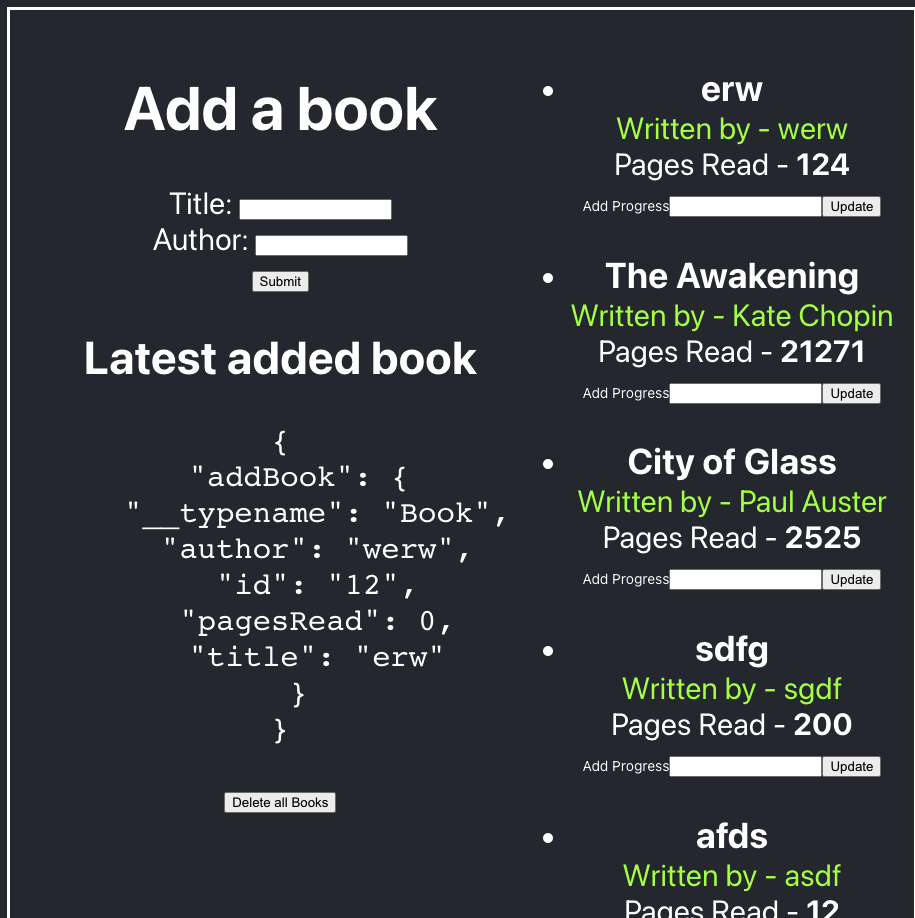 Add a book
Title:
Author:
Submit
Latest added book
{
"addBook": {
"__typename": "Book",
"author": "werw",
"id": "12",
"pagesRead": 0,
"title": "erw"
}
}
Delete all Books
erw
Written by - werw
Pages Read - 124
Add Progress Update
The Awakening
Written by - Kate Chopin
Pages Read - 21271
Add Progress Update
City of Glass
Written by - Paul Auster
Pages Read - 2525
Add Progress Update
sdfg
Written by - sgdf
Pages Read - 200
Add Progress Update
afds
Written by - asdf
Pages Read - 12